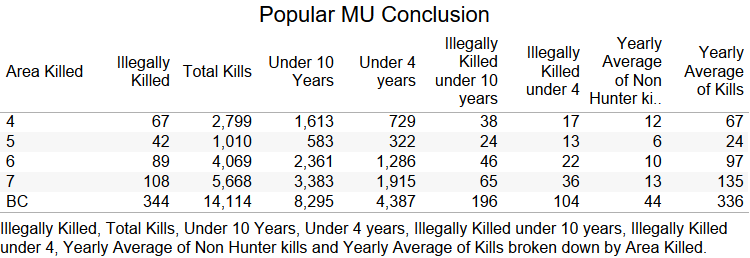 Popular MU Conclusion
Area Killed Illegally Killed Total Kills Under 10 Years Under 4 years Illegally Killed under 10 years Illegally Killed under 4 Yearly Average of Non Hunter ki.. Yearly Average of Kills
4 67 2,799 1,613 729 38 17 12 67
5 42 1,010 583 322 24 13 6 24
6 89 4,069 2,361 1,286 46 22 10 97
7 108 5,668 3,383 1,915 65 36 13 135
BC 344 14,114 8,295 4,387 196 104 44 336
Illegally Killed, Total Kills, Under 10 Years, Under 4 years, Illegally Killed under 10 years, Illegally Killed
under 4, Yearly Average of Non Hunter kills and Yearly Average of Kills broken down by Area Killed.